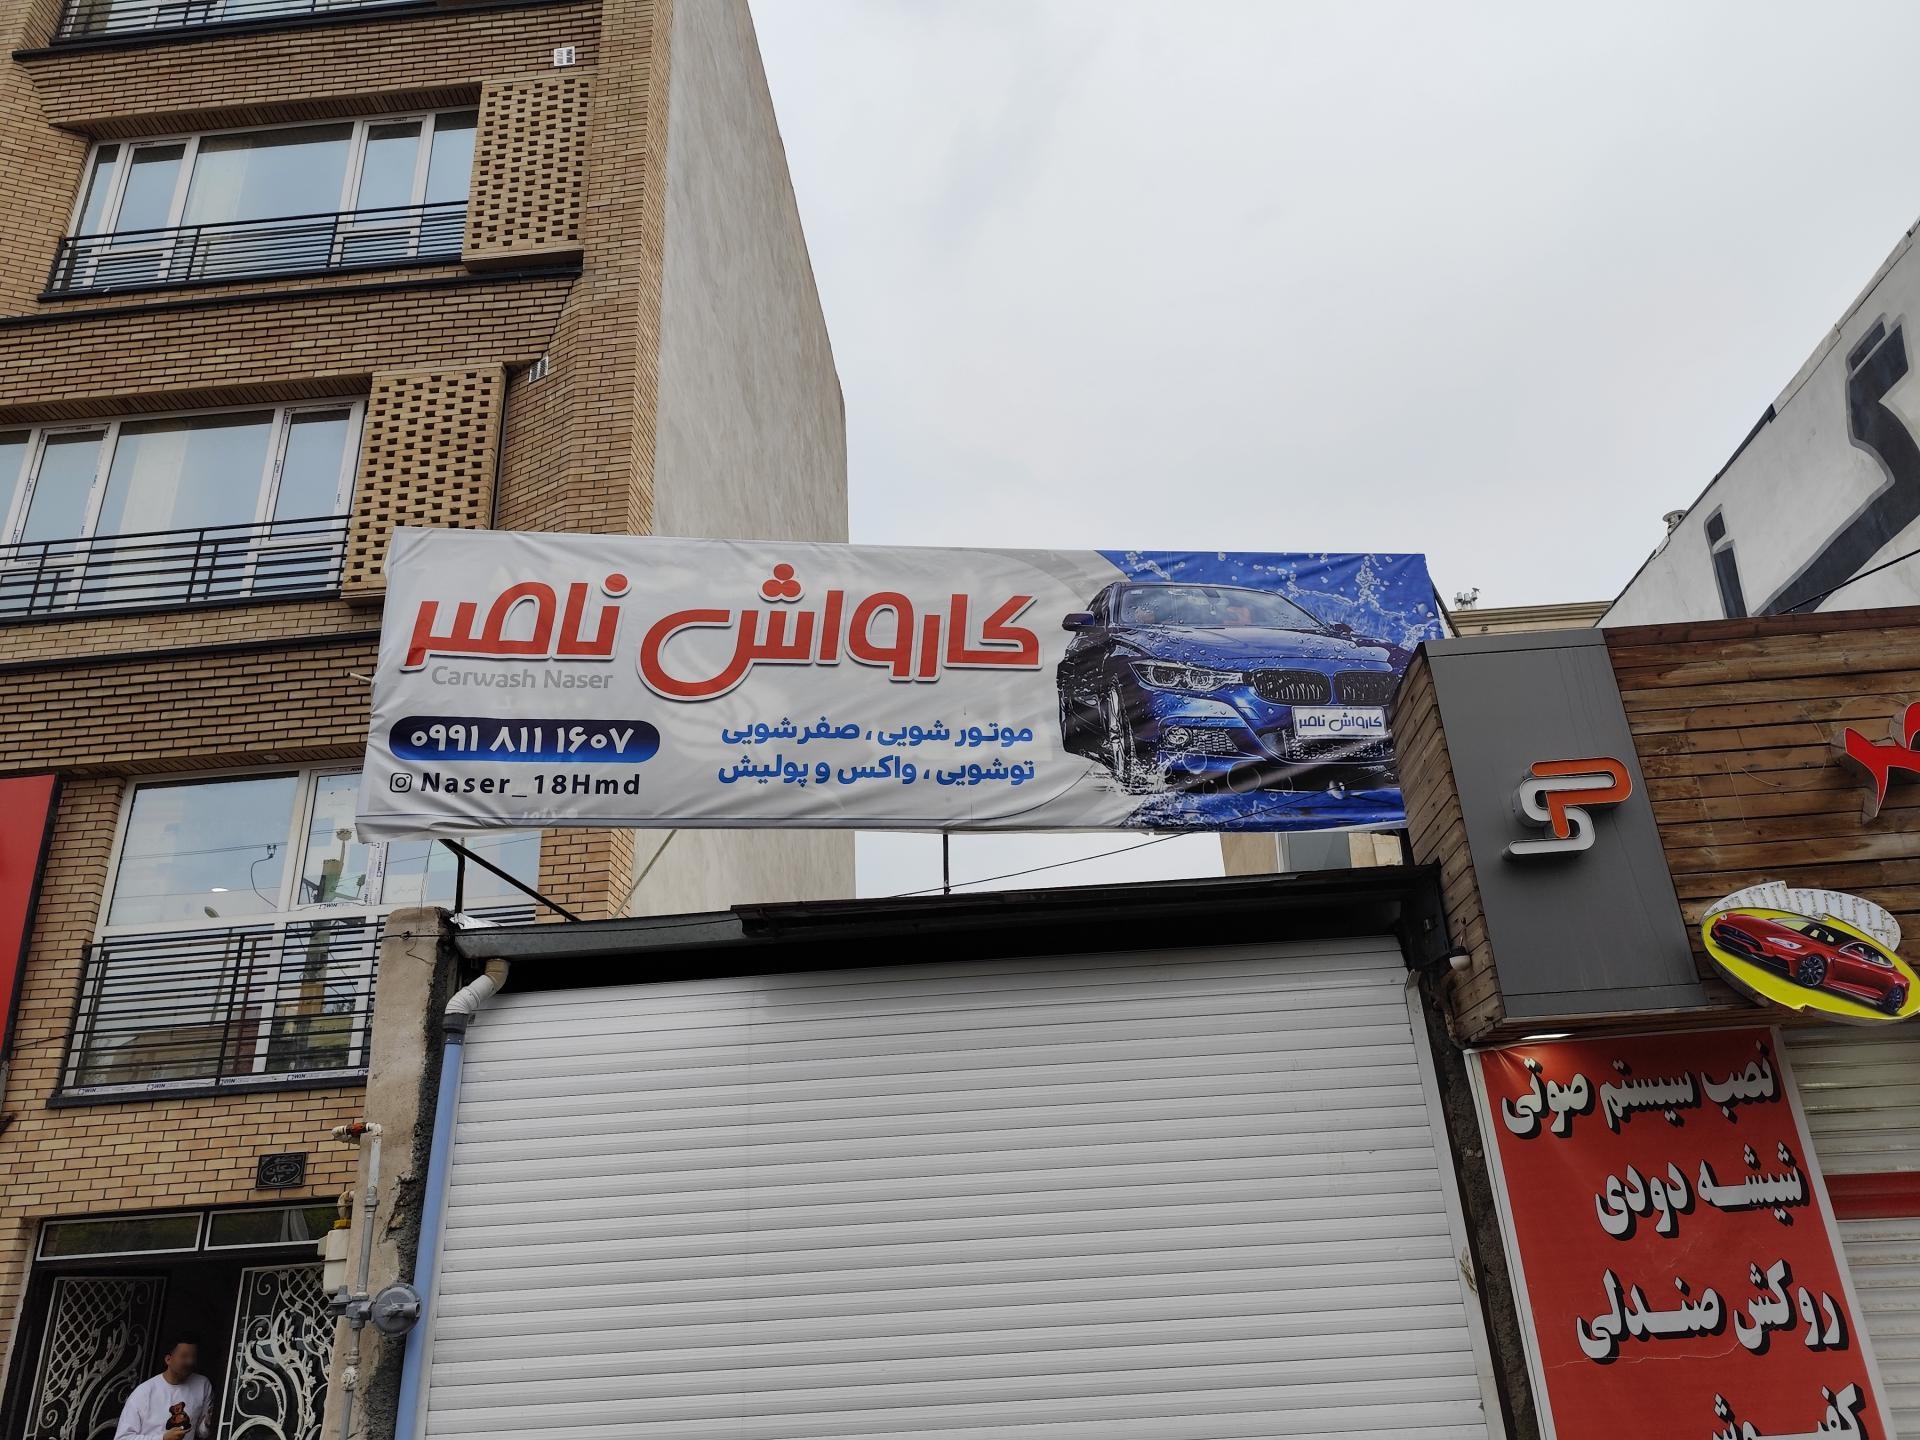 کارواش ناصر
Carwash Naser
موتور شویی ، صفرشویی
توشویی ، واکس و پولیش
۰۹۹۱ ۸۱۱ ۱۶۰۷
Naser_18Hmd
کارواش ناصر
نصب سیستم صوتی
شیشه دودی
روکش صندلی